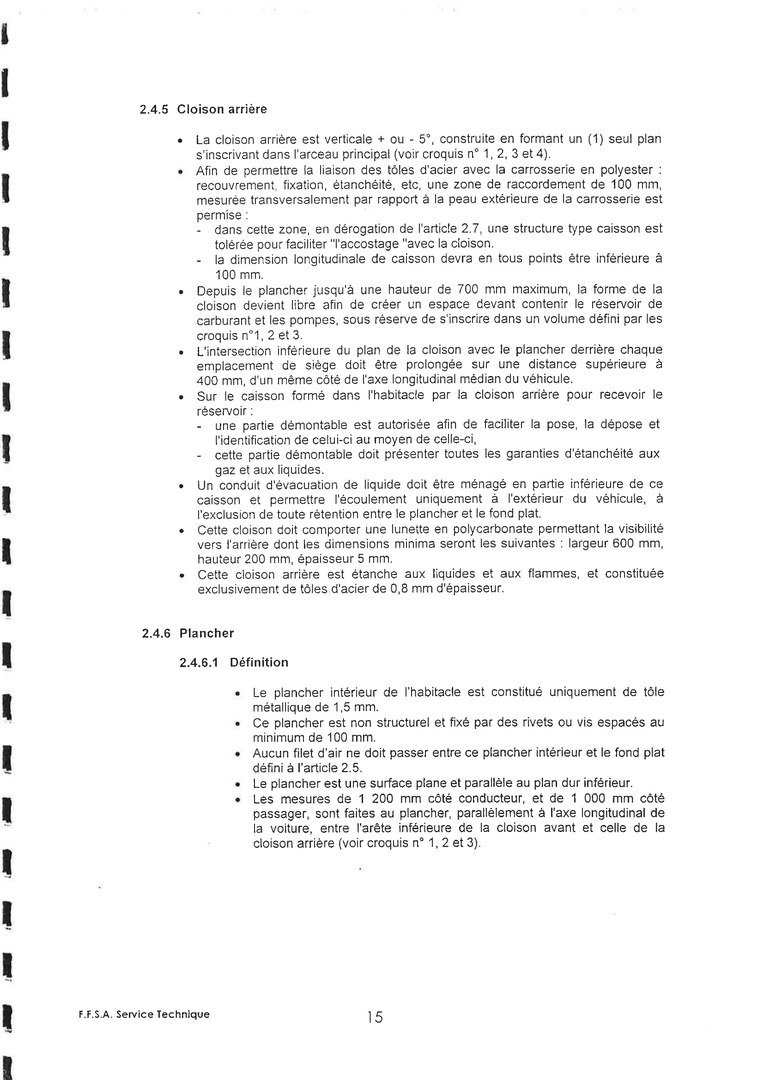 2.4.5 Cloison arrière
• La cloison arrière est verticale + ou - 5°, construite en formant un (1) seul plan
s'inscrivant dans l'arceau principal (voir croquis n° 1, 2, 3 et 4).
• Afin de permettre la liaison des tôles d'acier avec la carrosserie en polyester :
recouvrement, fixation, étanchéité, etc, une zone de raccordement de 100 mm,
mesurée transversalement par rapport à la peau extérieure de la carrosserie est
permise :
- dans cette zone, en dérogation de l'article 2.7, une structure type caisson est
tolérée pour faciliter "l'accostage "avec la cloison.
- la dimension longitudinale de caisson devra en tous points être inférieure à
100 mm.
• Depuis le plancher jusqu'à une hauteur de 700 mm maximum, la forme de la
cloison devient libre afin de créer un espace devant contenir le réservoir de
carburant et les pompes, sous réserve de s'inscrire dans un volume défini par les
croquis n°1, 2 et 3.
• L'intersection inférieure du plan de la cloison avec le plancher derrière chaque
emplacement de siège doit être prolongée sur une distance supérieure à
400 mm, d'un même côté de l'axe longitudinal médian du véhicule.
• Sur le caisson formé dans l'habitacle par la cloison arrière pour recevoir le
réservoir :
- une partie démontable est autorisée afin de faciliter la pose, la dépose et
l'identification de celui-ci au moyen de celle-ci,
- cette partie démontable doit présenter toutes les garanties d'étanchéité aux
gaz et aux liquides.
• Un conduit d'évacuation de liquide doit être ménagé en partie inférieure de ce
caisson et permettre l'écoulement uniquement à l'extérieur du véhicule, à
l'exclusion de toute rétention entre le plancher et le fond plat.
• Cette cloison doit comporter une lunette en polycarbonate permettant la visibilité
vers l'arrière dont les dimensions minima seront les suivantes : largeur 600 mm,
hauteur 200 mm, épaisseur 5 mm.
• Cette cloison arrière est étanche aux liquides et aux flammes, et constituée
exclusivement de tôles d'acier de 0,8 mm d'épaisseur.
2.4.6 Plancher
2.4.6.1 Définition
• Le plancher intérieur de l'habitacle est constitué uniquement de tôle
métallique de 1,5 mm.
• Ce plancher est non structurel et fixé par des rivets ou vis espacés au
minimum de 100 mm.
• Aucun filet d'air ne doit passer entre ce plancher intérieur et le fond plat
défini à l'article 2.5.
• Le plancher est une surface plane et parallèle au plan dur inférieur.
• Les mesures de 1 200 mm côté conducteur, et de 1 000 mm côté
passager, sont faites au plancher, parallèlement à l'axe longitudinal de
la voiture, entre l'arête inférieure de la cloison avant et celle de la
cloison arrière (voir croquis n° 1, 2 et 3).
F.F.S.A. Service Technique
15